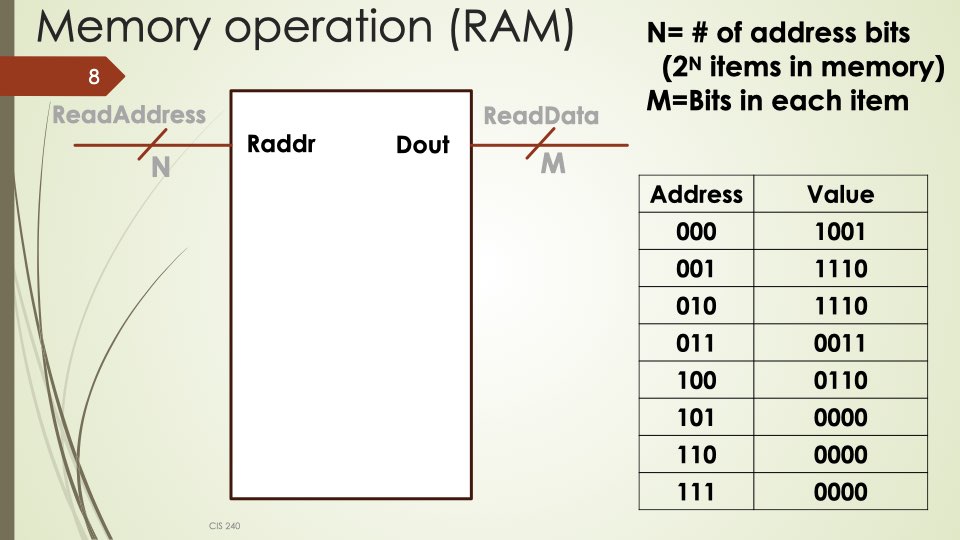 Memory operation (RAM)
8
N= # of address bits
(2ᴺ items in memory)
M=Bits in each item
ReadAddress
N
Raddr
Dout
ReadData
M
Address Value
000 1001
001 1110
010 1110
011 0011
100 0110
101 0000
110 0000
111 0000
CIS 240